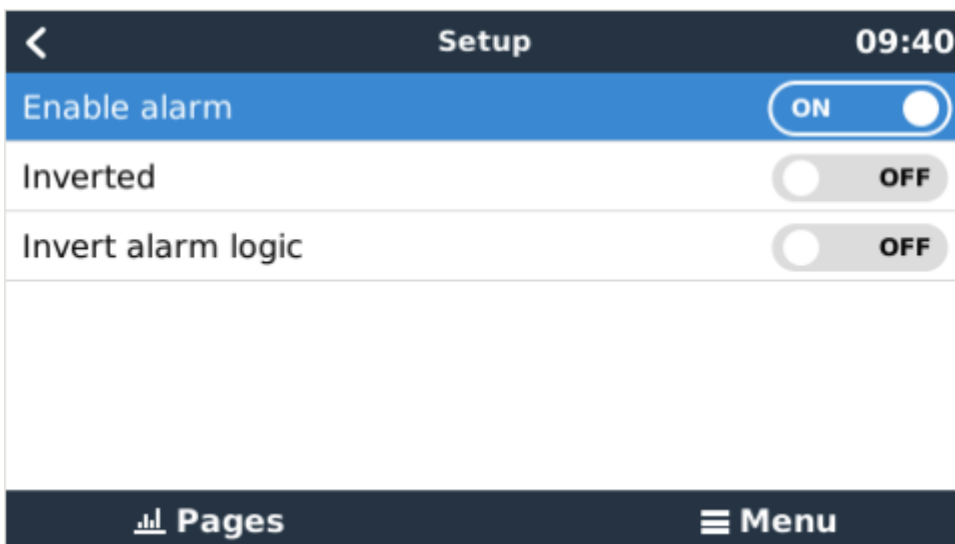 Setup 09:40
Enable alarm ON
Inverted OFF
Invert alarm logic OFF
Pages Menu